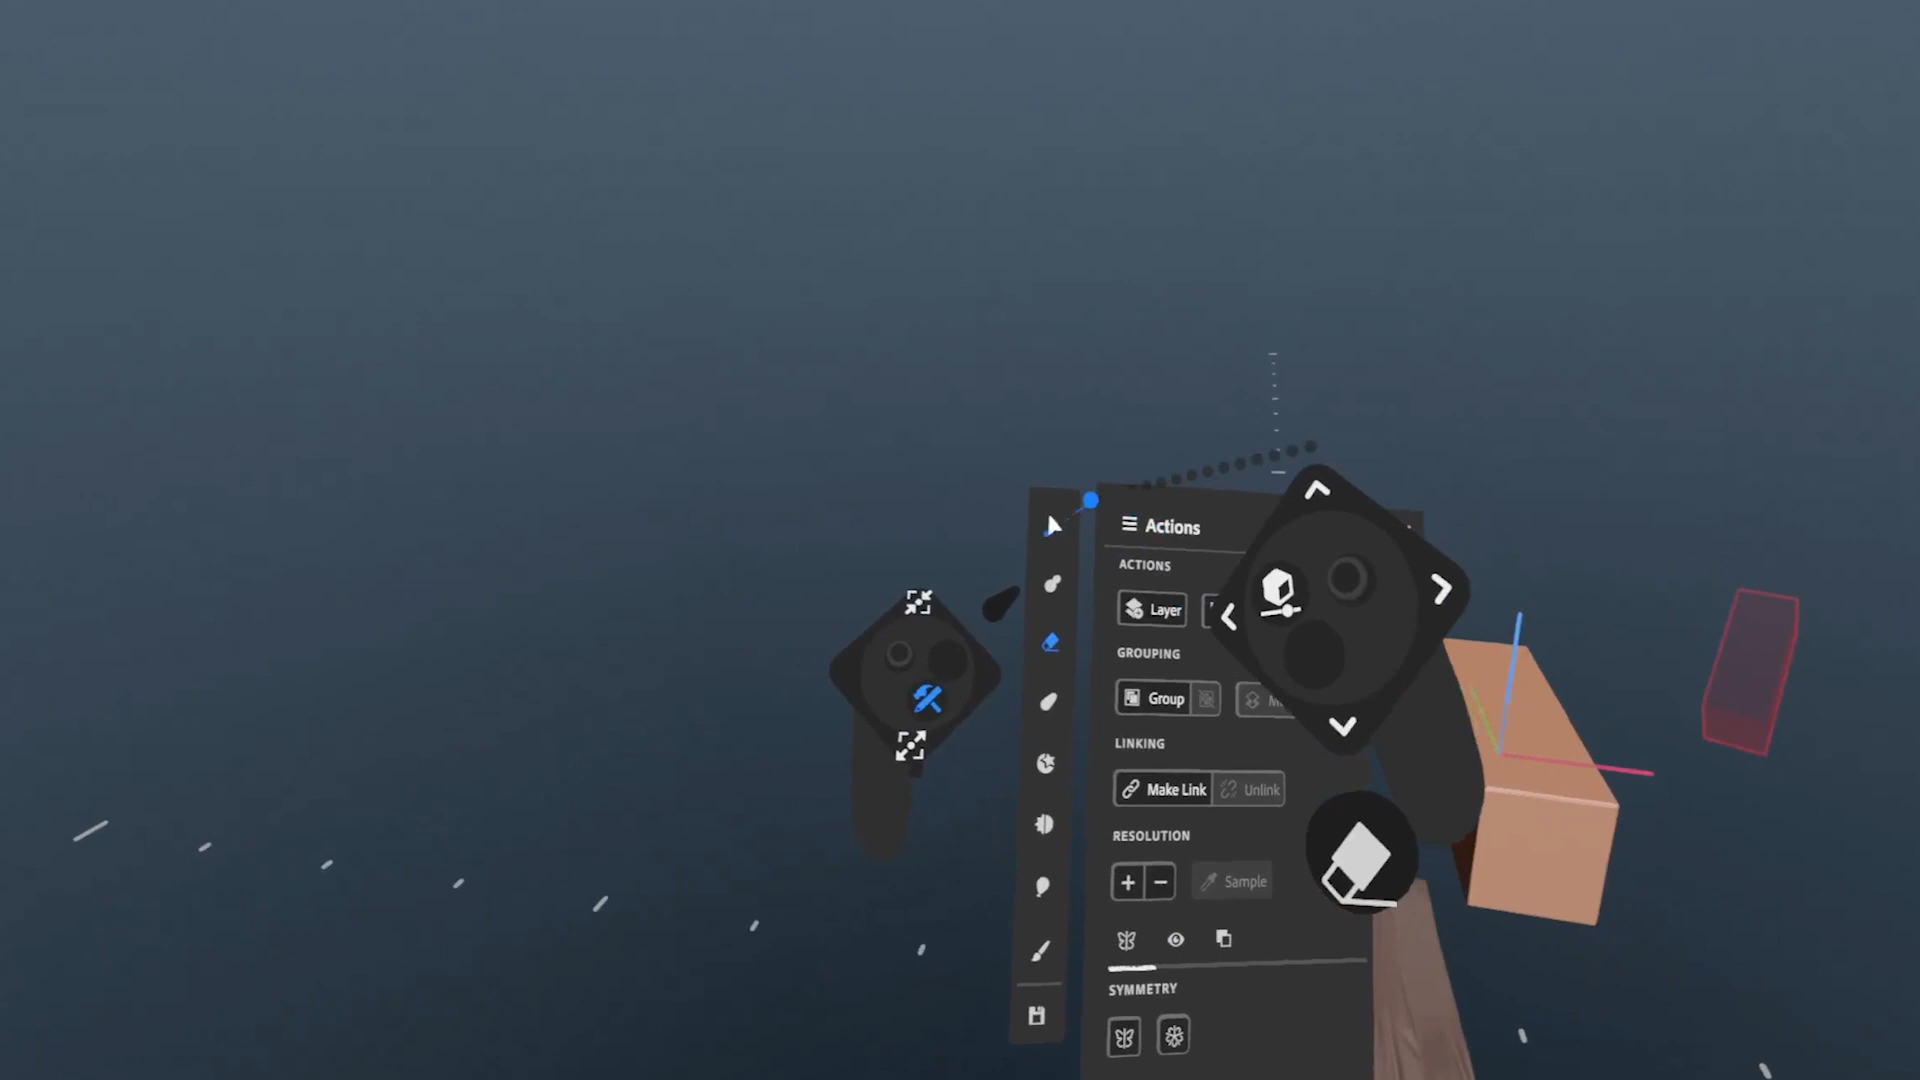 Actions
ACTIONS
Layer
GROUPING
Group
LINKING
Make Link Unlink
RESOLUTION
Sample
SYMMETRY